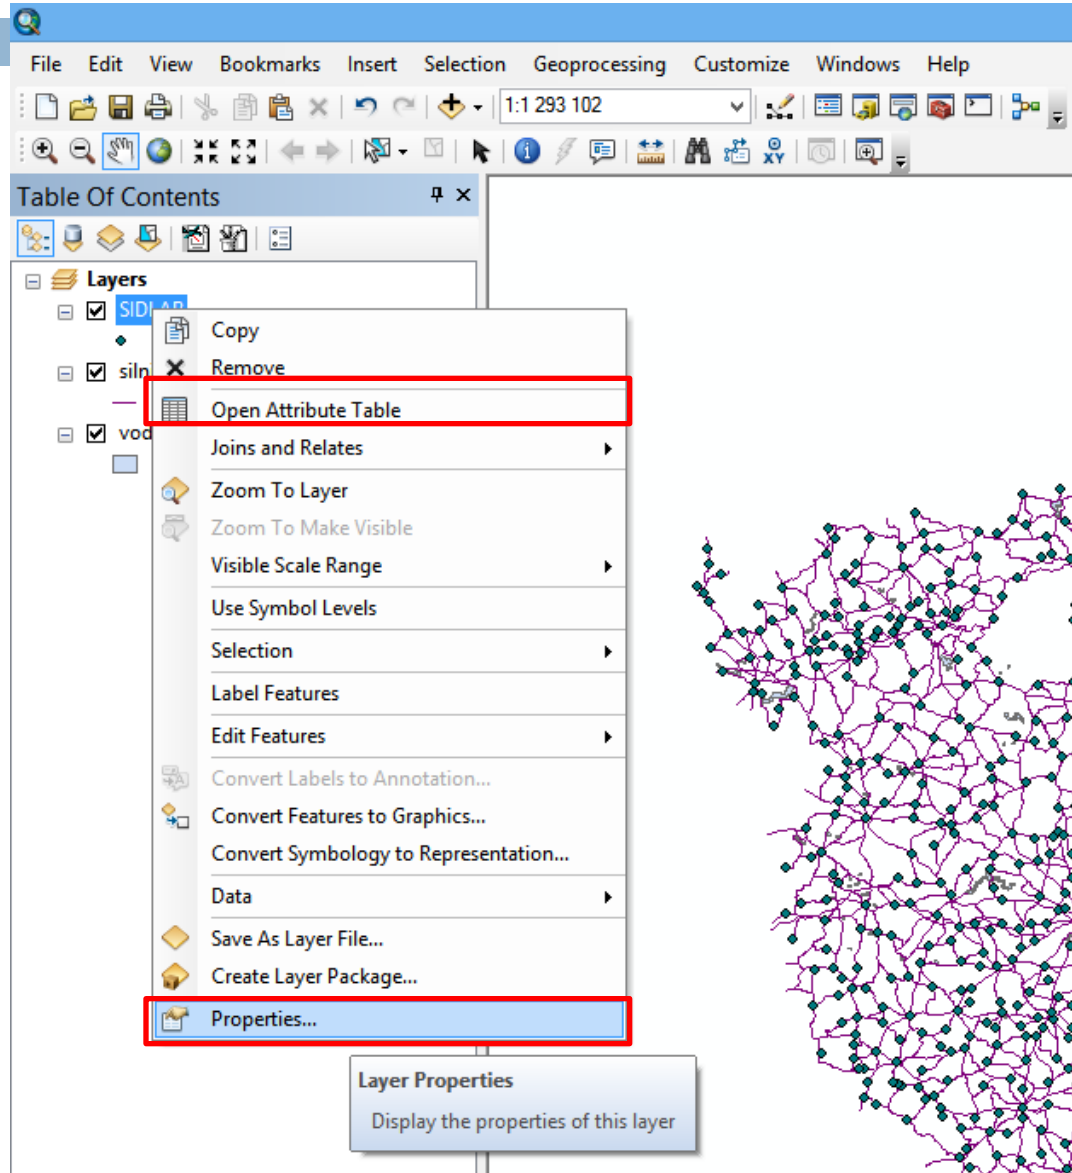 File Edit View Bookmarks Insert Selection Geoprocessing Customize Windows Help
1:1 293 102
XY
Table Of Contents
Layers
Copy
Remove
Open Attribute Table
Joins and Relates
Zoom To Layer
Zoom To Make Visible
Visible Scale Range
Use Symbol Levels
Selection
Label Features
Edit Features
Convert Labels to Annotation...
Convert Features to Graphics...
Convert Symbology to Representation...
Data
Save As Layer File...
Create Layer Package...
Properties...
Layer Properties
Display the properties of this layer